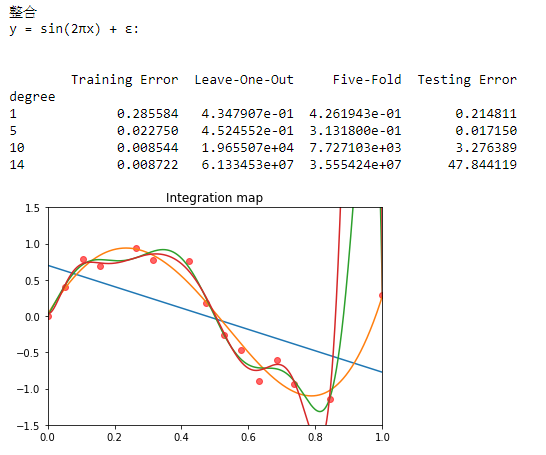 整合
y = sin(2πx) + ε:
Training Error Leave-One-Out Five-Fold Testing Error
degree
1 0.285584 4.347907e-01 4.261943e-01 0.214811
5 0.022750 4.524552e-01 3.131800e-01 0.017150
10 0.008544 1.965507e+04 7.727103e+03 3.276389
14 0.008722 6.133453e+07 3.555424e+07 47.844119
Integration map
1.5
1.0
0.5
0.0
−0.5
−1.0
−1.5
0.0 0.2 0.4 0.6 0.8 1.0